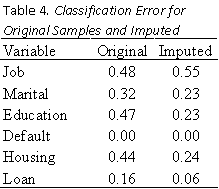 Table 4. Classification Error for
Original Samples and Imputed
Variable Original Imputed
Job 0.48 0.55
Marital 0.32 0.23
Education 0.47 0.23
Default 0.00 0.00
Housing 0.44 0.24
Loan 0.16 0.06